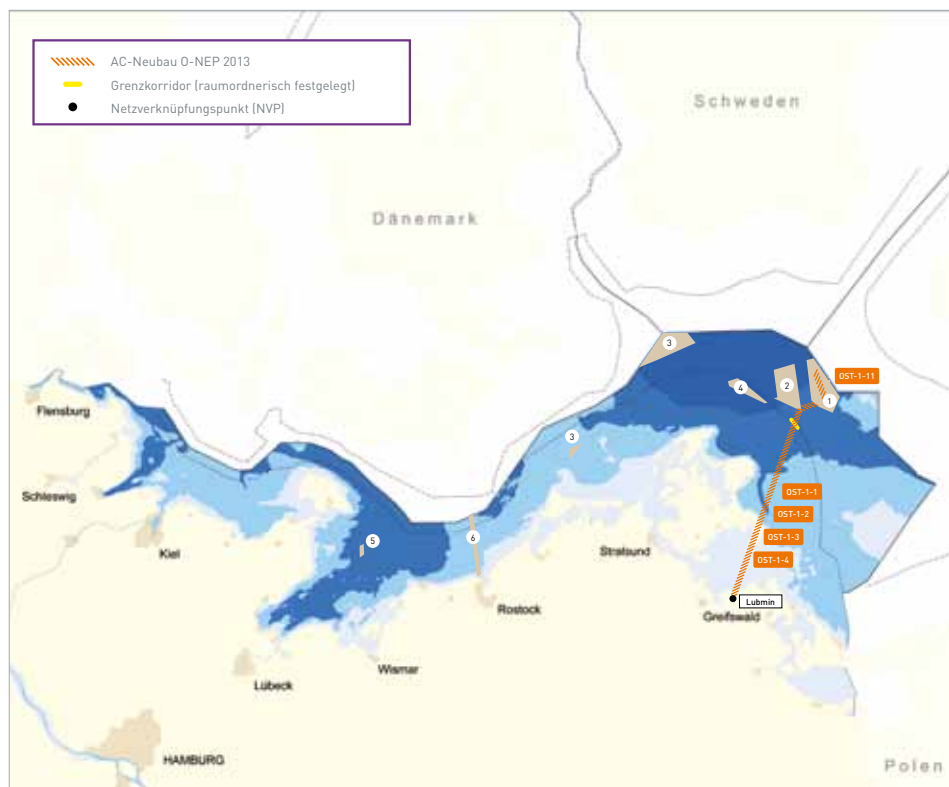 AC-Neubau O-NEP 2013
Grenzkorridor (raumordnerisch festgelegt)
Netzverknüpfungspunkt (NVP)
Schweden
Dänemark
3
4
2
1
OST-1-11
Flensburg
3
Schleswig
OST-1-1
OST-1-2
Kiel
5
6
Stralsund
OST-1-3
OST-1-4
Lubmin
Rostock
Greifswald
Wismar
Lübeck
HAMBURG
Polen